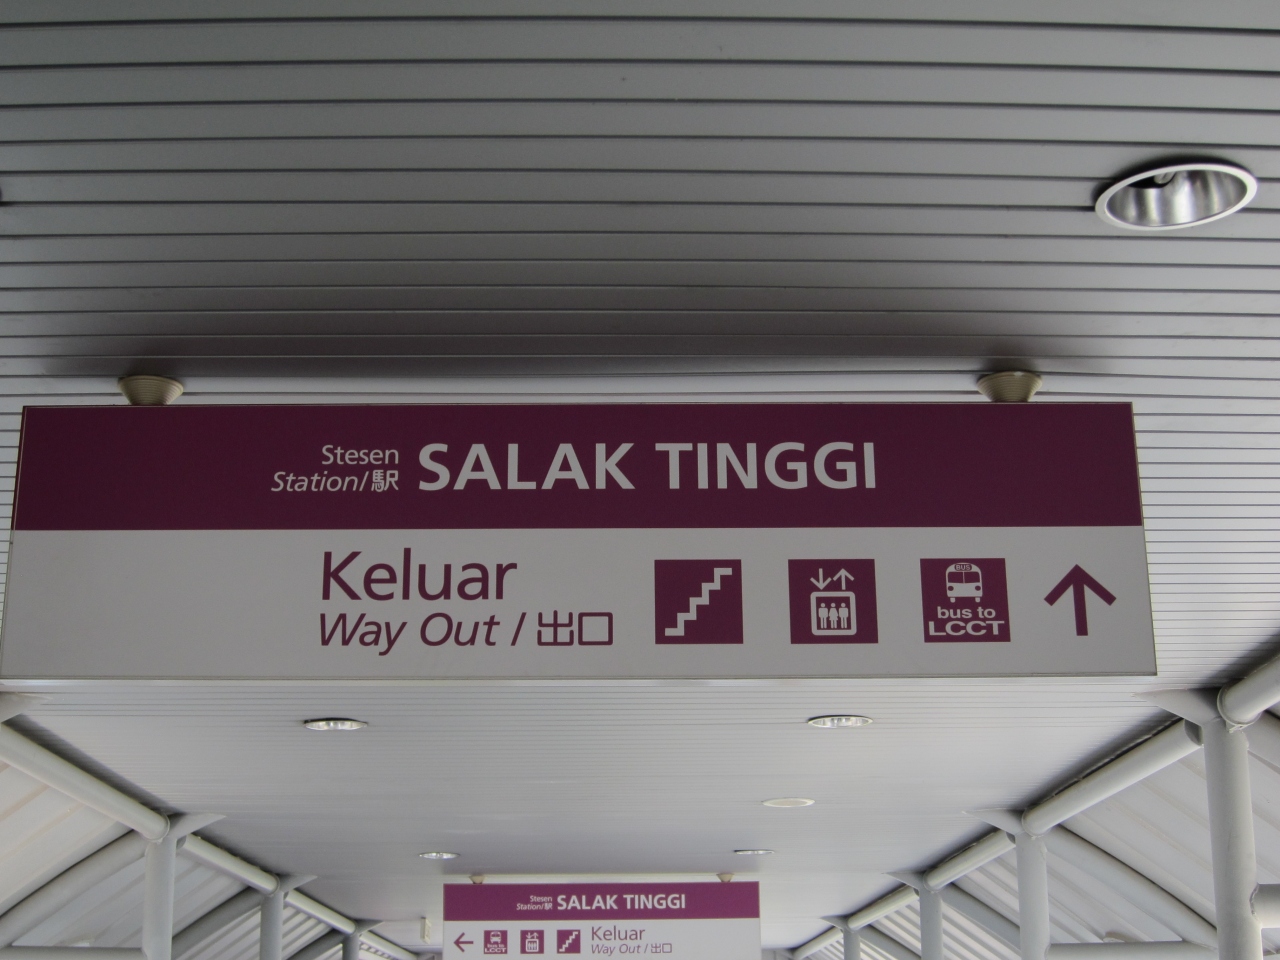 Stesen
Station/駅 SALAK TINGGI
Keluar
Way Out / 出口
BUS
bus to
LCCT
Stesen
Station/駅 SALAK TINGGI
Keluar
Way Out / 出口
LCCT